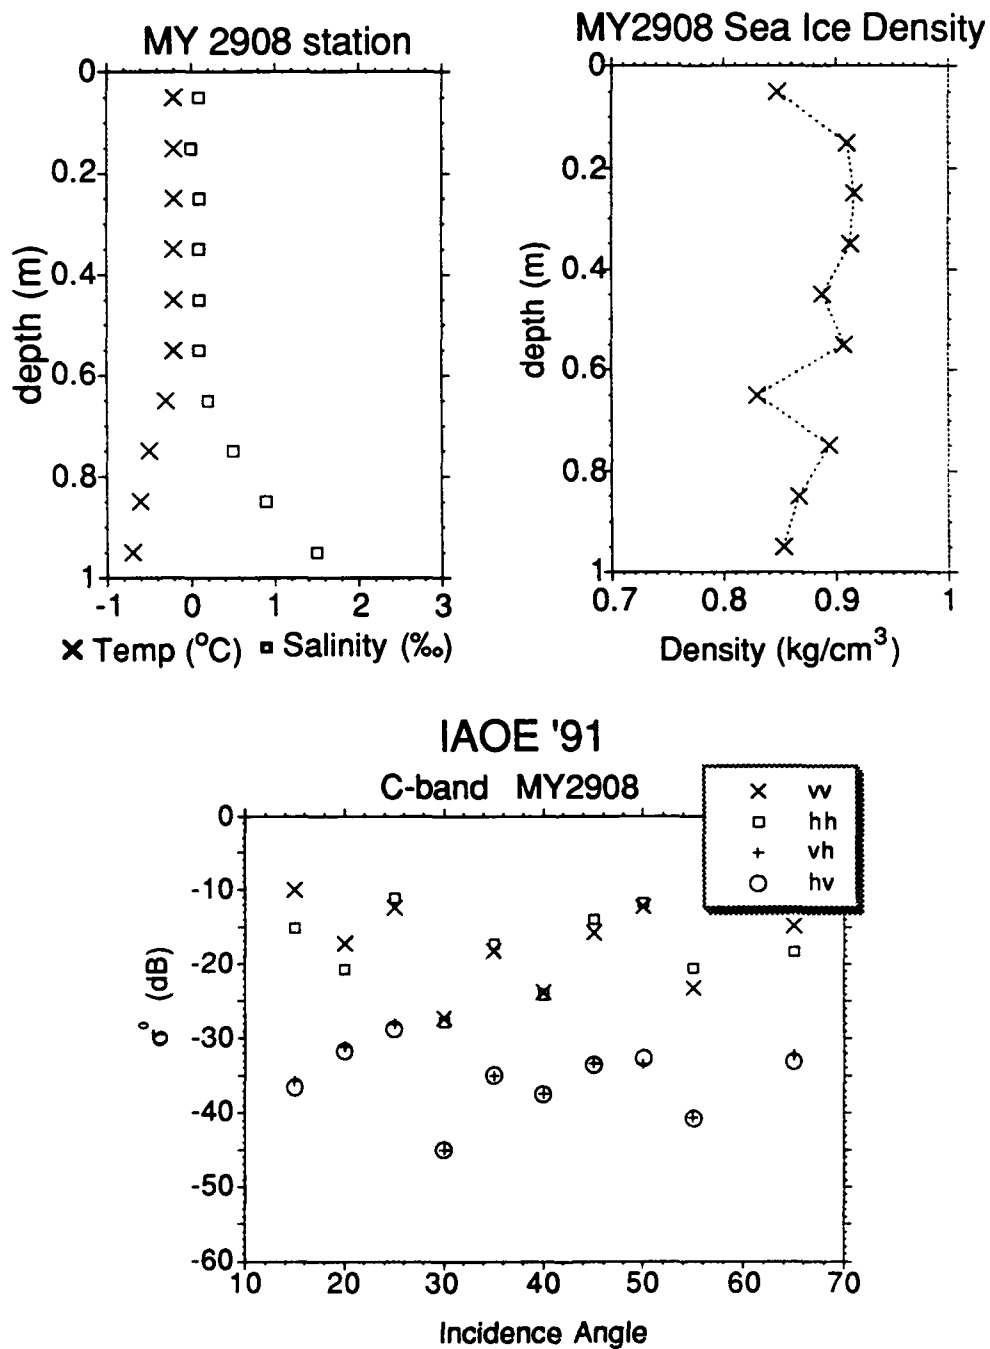 MY 2908 station
0
0.2
0.4
0.6
0.8
1
depth (m)
-1 0 1 2 3
× Temp (°C) ▫ Salinity (‰)
MY2908 Sea Ice Density
0
0.2
0.4
0.6
0.8
1
depth (m)
0.7 0.8 0.9 1
Density (kg/cm³)
IAOE '91
C-band MY2908
vv
hh
vh
hv
0
-10
-20
-30
-40
-50
-60
σ° (dB)
10 20 30 40 50 60 70
Incidence Angle